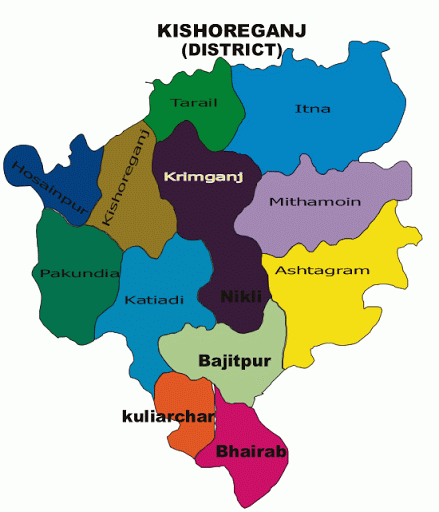 KISHOREGANJ
(DISTRICT)
Tarail
Itna
Kishoreganj
Hosainpur
Krimganj
Mithamoin
Pakundia
Katiadi
Nikli
Ashtagram
Bajitpur
kuliarchar
Bhairab